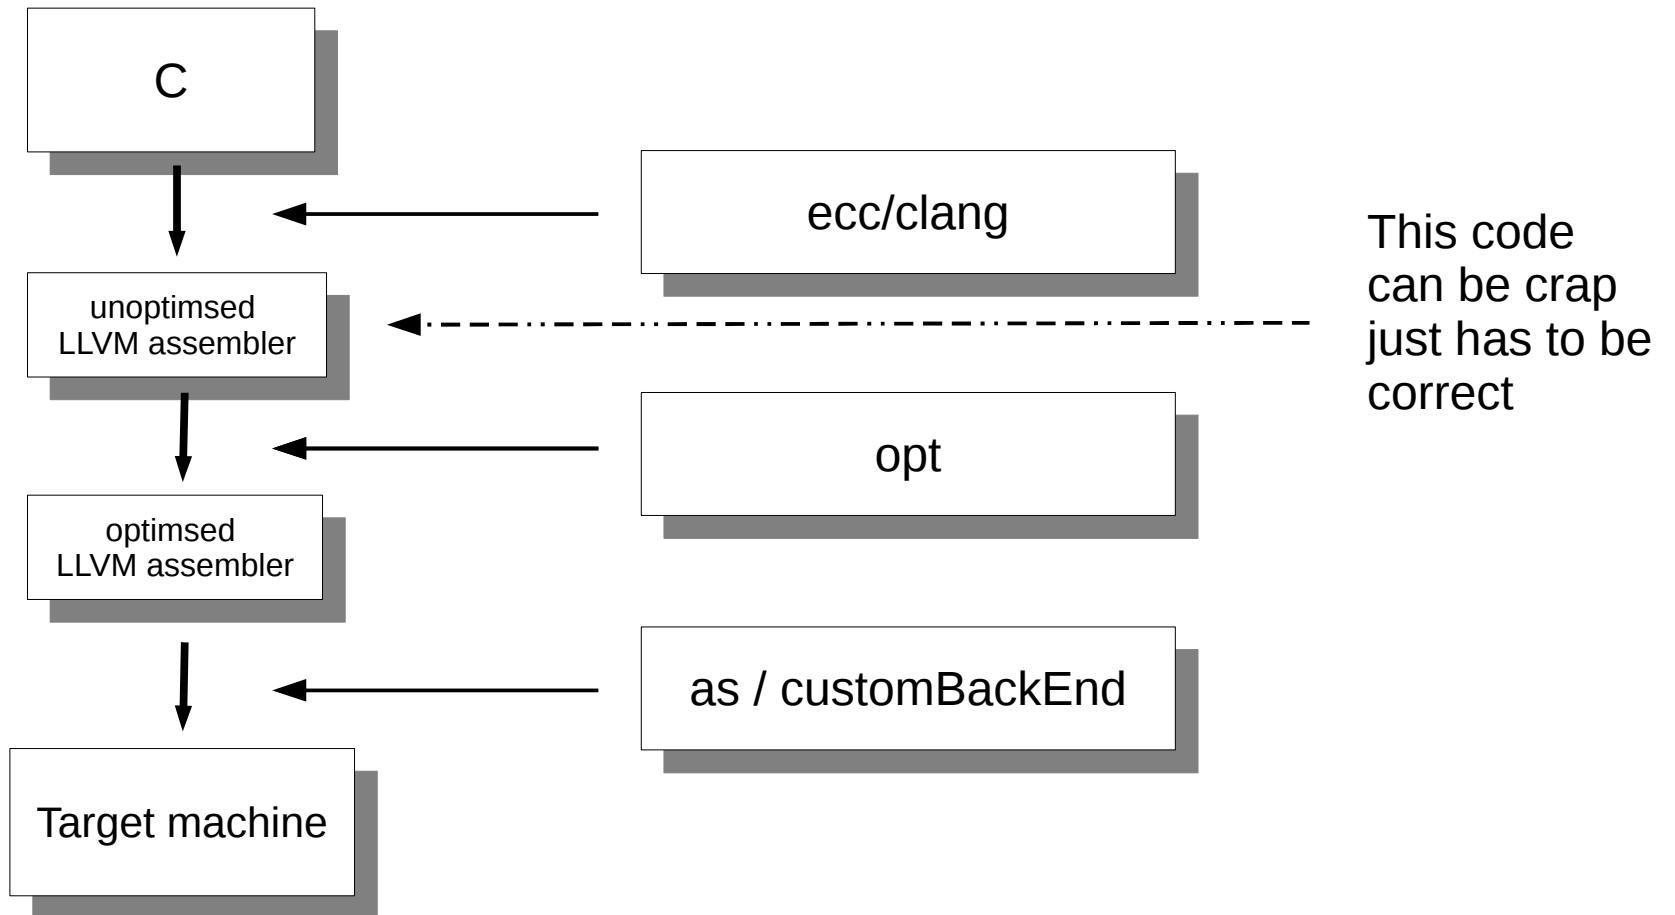 C
ecc/clang
This code
can be crap
just has to be
correct
unoptimsed
LLVM assembler
opt
optimsed
LLVM assembler
as / customBackEnd
Target machine